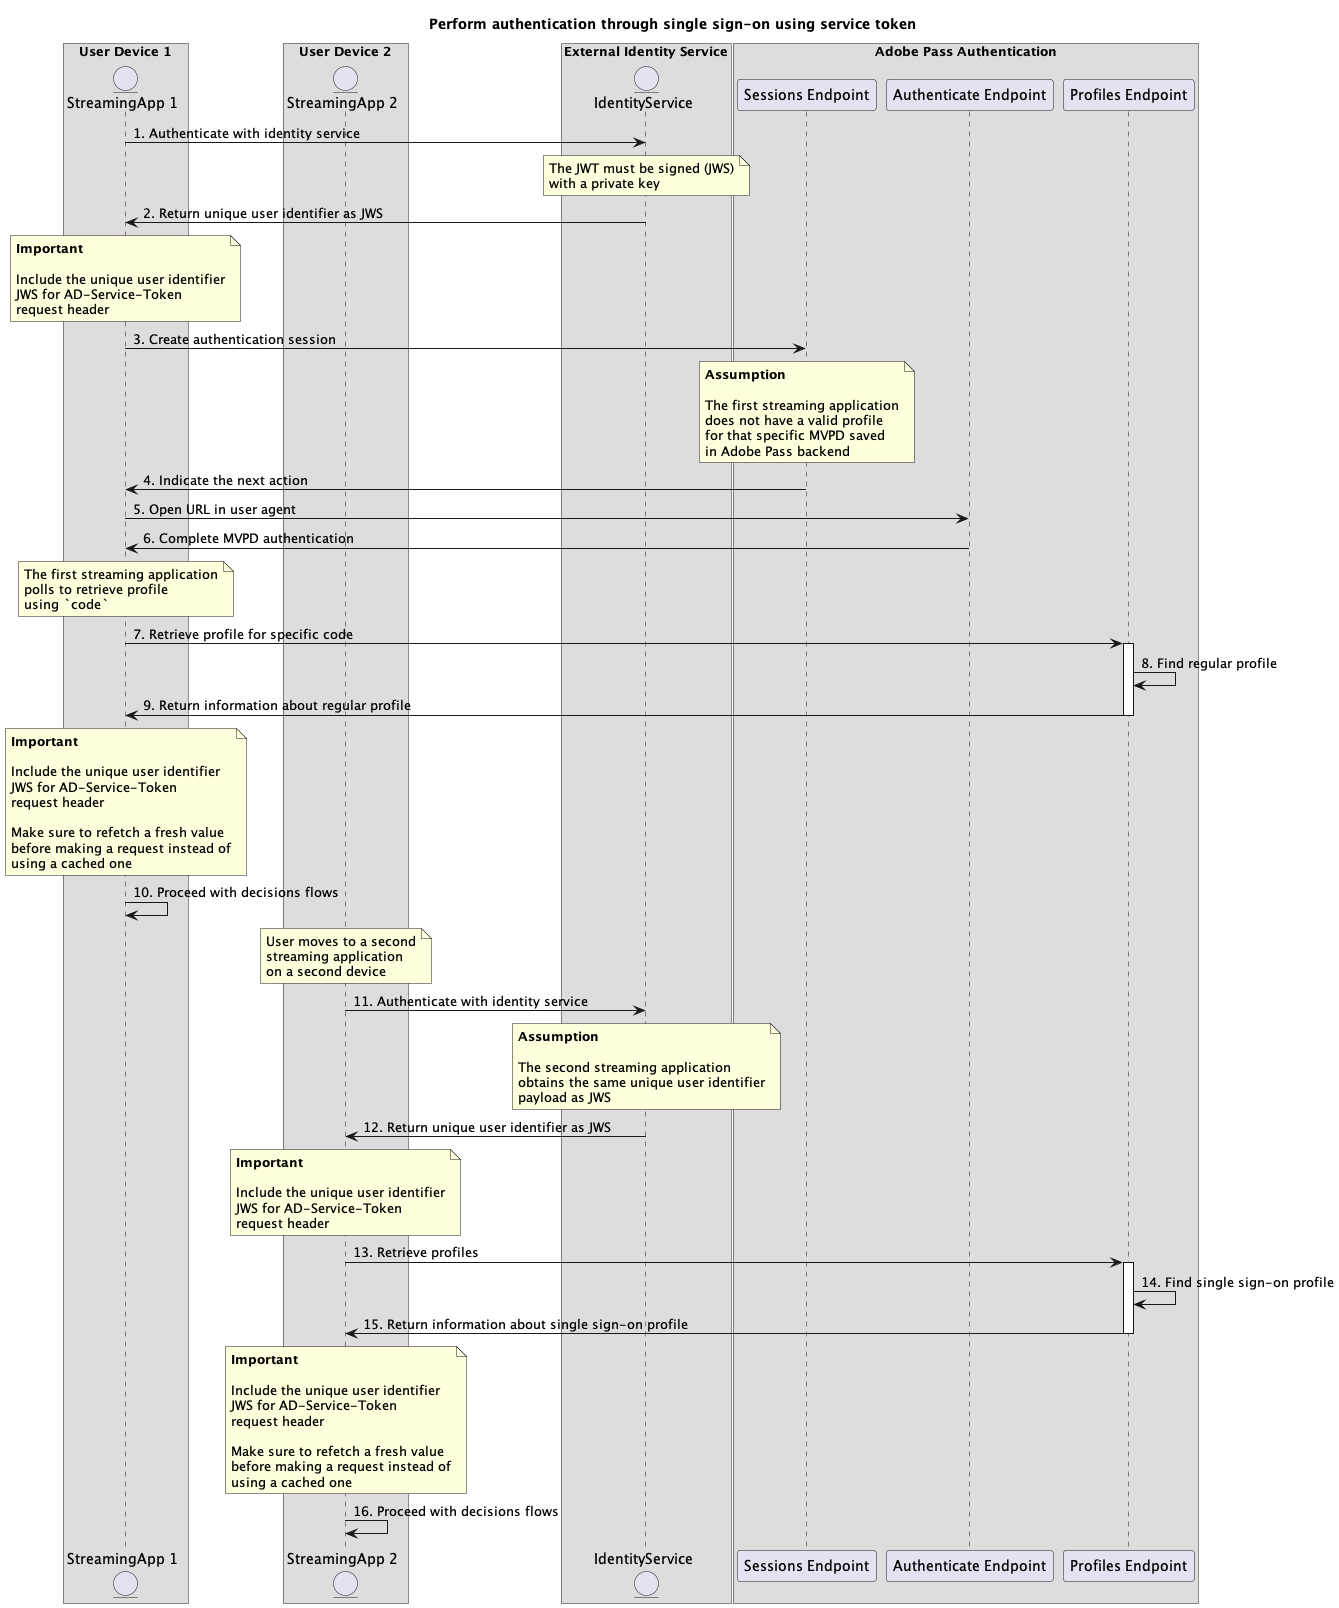 Perform authentication through single sign-on using service token
User Device 1
User Device 2
External Identity Service
Adobe Pass Authentication
StreamingApp 1
StreamingApp 2
IdentityService
Sessions Endpoint
Authenticate Endpoint
Profiles Endpoint
1. Authenticate with identity service
The JWT must be signed (JWS)
with a private key
2. Return unique user identifier as JWS
Important
Include the unique user identifier
JWS for AD-Service-Token
request header
3. Create authentication session
Assumption
The first streaming application
does not have a valid profile
for that specific MVPD saved
in Adobe Pass backend
4. Indicate the next action
5. Open URL in user agent
6. Complete MVPD authentication
The first streaming application
polls to retrieve profile
using `code`
7. Retrieve profile for specific code
8. Find regular profile
9. Return information about regular profile
Important
Include the unique user identifier
JWS for AD-Service-Token
request header
Make sure to refetch a fresh value
before making a request instead of
using a cached one
10. Proceed with decisions flows
User moves to a second
streaming application
on a second device
11. Authenticate with identity service
Assumption
The second streaming application
obtains the same unique user identifier
payload as JWS
12. Return unique user identifier as JWS
Important
Include the unique user identifier
JWS for AD-Service-Token
request header
13. Retrieve profiles
14. Find single sign-on profile
15. Return information about single sign-on profile
Important
Include the unique user identifier
JWS for AD-Service-Token
request header
Make sure to refetch a fresh value
before making a request instead of
using a cached one
16. Proceed with decisions flows
StreamingApp 1
StreamingApp 2
IdentityService
Sessions Endpoint
Authenticate Endpoint
Profiles Endpoint